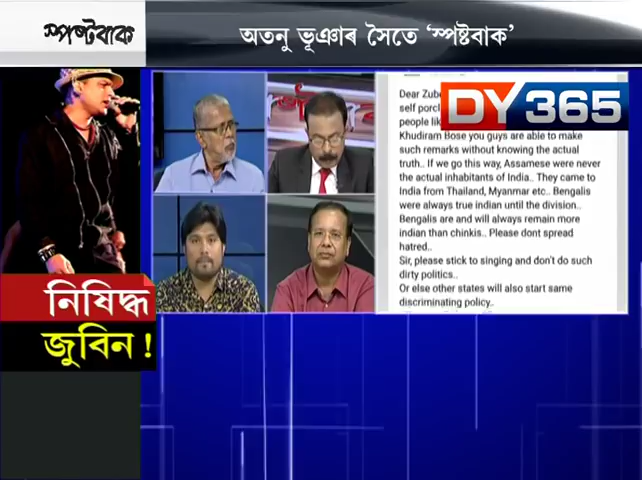 স্পষ্টবাক
অতনু ভূঞাৰ সৈতে ‘স্পষ্টবাক’
DY365
Dear Zube
self porcl
people lik
Khudiram Bose you guys are able to make
such remarks without knowing the actual
truth.. If we go this way, Assamese were never
the actual inhabitants of India.. They came to
India from Thailand, Myanmar etc.. Bengalis
were always true indian until the division..
Bengalis are and will always remain more
indian than chinkis.. Please dont spread
hatred..
Sir, please stick to singing and don't do such
dirty politics..
Or else other states will also start same
discriminating policy..
নিষিদ্ধ
জুবিন !